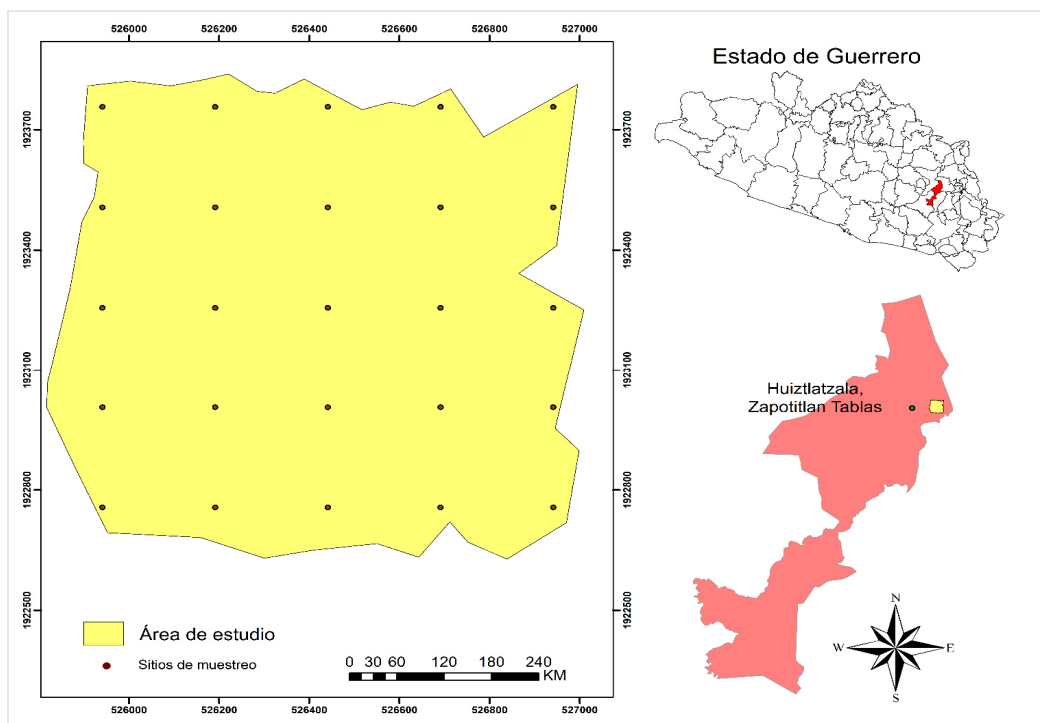 526000 526200 526400 526600 526800 527000
Estado de Guerrero
1923700 1923700
1923400 1923400
1923100 1923100
Huiztlatzala,
Zapotitlan Tablas
1922800 1922800
1922500 1922500
Área de estudio
Sitios de muestreo
0 30 60 120 180 240
KM
N
W E
S
526000 526200 526400 526600 526800 527000